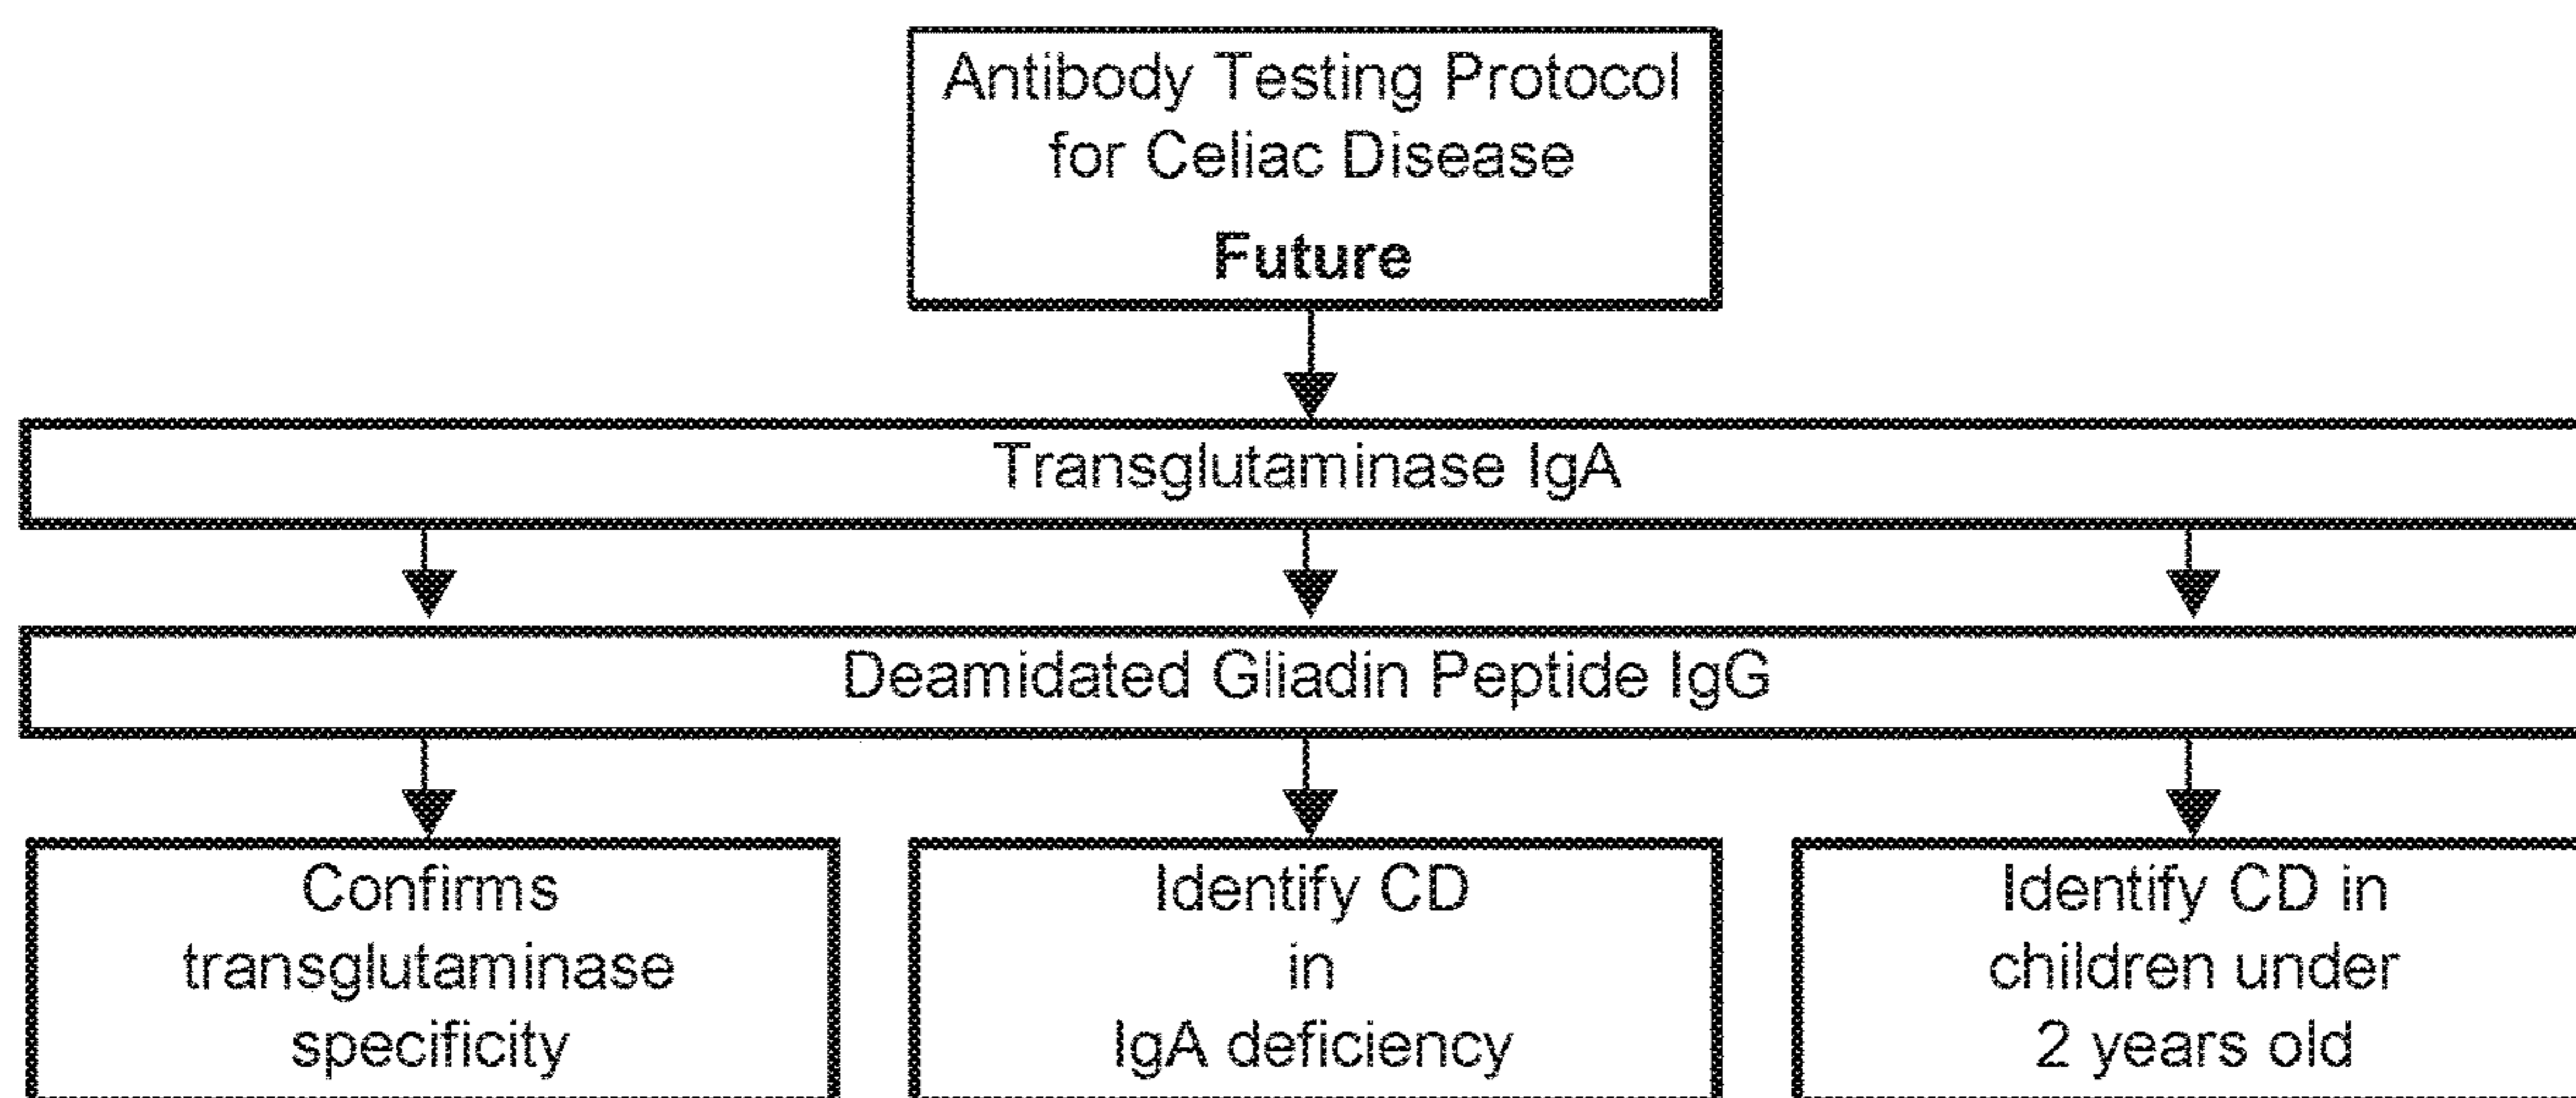 Antibody Testing Protocol
for Celiac Disease
Future
Transglutaminase IgA
Deamidated Gliadin Peptide IgG
Confirms
transglutaminase
specificity
Identify CD
in
IgA deficiency
Identify CD in
children under
2 years old